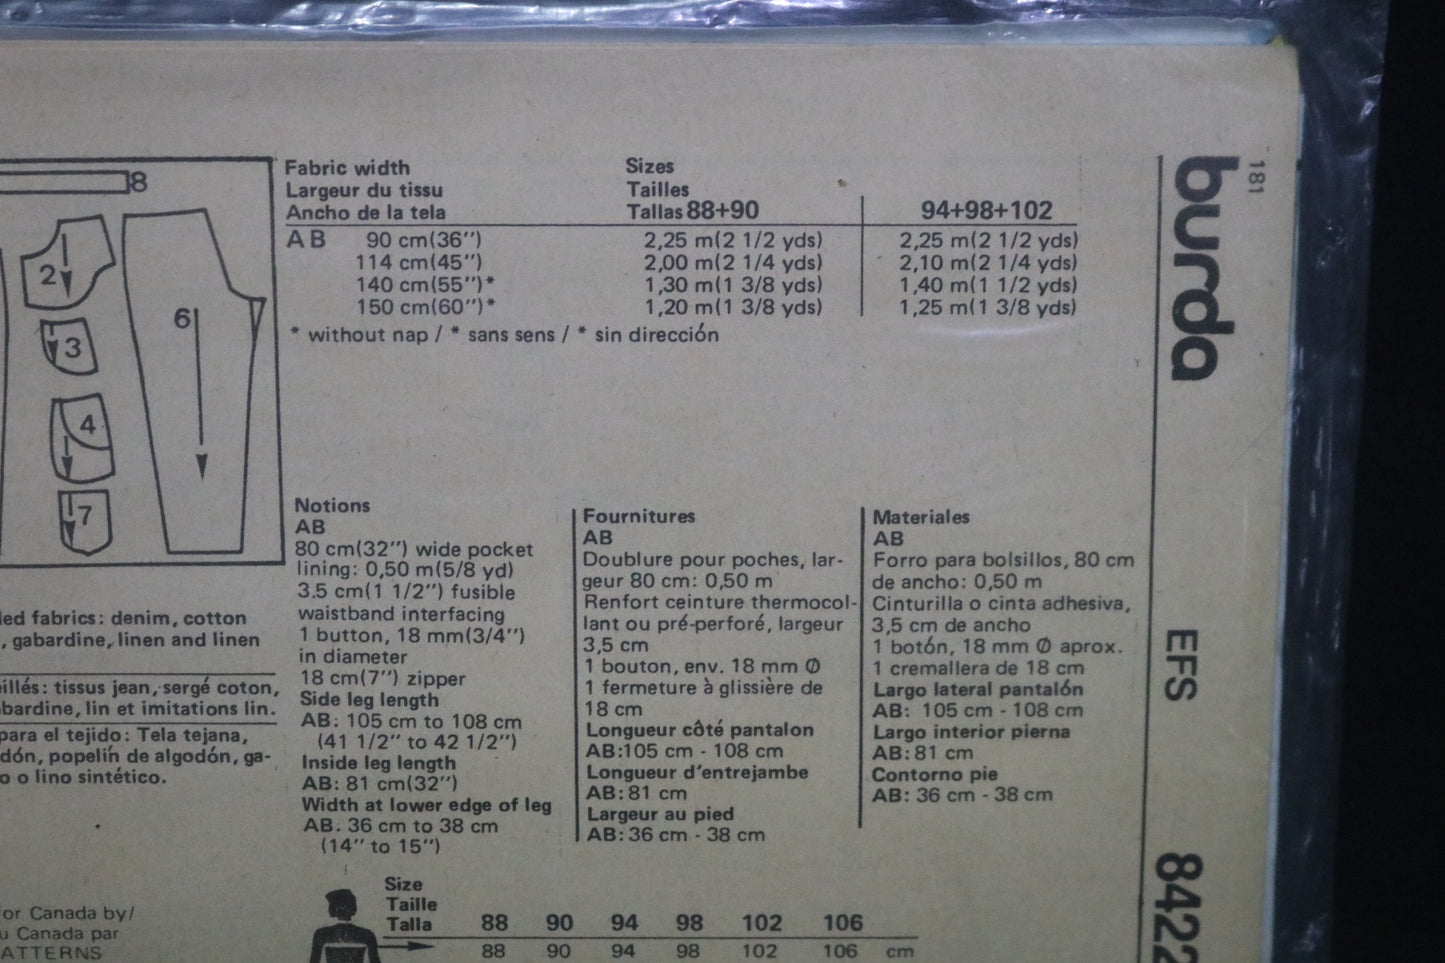 Fabric width
Largeur du tissu
Ancho de la tela
Sizes
Tailles
Tallas 88+90 94+98+102
AB 90 cm(36'') 2,25 m(2 1/2 yds) 2,25 m(2 1/2 yds)
114 cm(45'') 2,00 m(2 1/4 yds) 2,10 m(2 1/4 yds)
140 cm(55'')* 1,30 m(1 3/8 yds) 1,40 m(1 1/2 yds)
150 cm(60'')* 1,20 m(1 3/8 yds) 1,25 m(1 3/8 yds)
* without nap / * sans sens / * sin dirección
8
2
3
4
7
6
Notions
AB
80 cm(32'') wide pocket
lining: 0,50 m(5/8 yd)
3.5 cm(1 1/2'') fusible
waistband interfacing
1 button, 18 mm(3/4'')
in diameter
18 cm(7'') zipper
Side leg length
AB: 105 cm to 108 cm
(41 1/2'' to 42 1/2'')
Inside leg length
AB: 81 cm(32'')
Width at lower edge of leg
AB. 36 cm to 38 cm
(14'' to 15'')
Fournitures
AB
Doublure pour poches, lar-
geur 80 cm: 0,50 m
Renfort ceinture thermocol-
lant ou pré-perforé, largeur
3,5 cm
1 bouton, env. 18 mm Ø
1 fermeture à glissière de
18 cm
Longueur côté pantalon
AB:105 cm - 108 cm
Longueur d'entrejambe
AB: 81 cm
Largeur au pied
AB: 36 cm - 38 cm
Materiales
AB
Forro para bolsillos, 80 cm
de ancho: 0,50 m
Cinturilla o cinta adhesiva,
3,5 cm de ancho
1 botón, 18 mm Ø aprox.
1 cremallera de 18 cm
Largo lateral pantalón
AB: 105 cm - 108 cm
Largo interior pierna
AB: 81 cm
Contorno pie
AB: 36 cm - 38 cm
led fabrics: denim, cotton
, gabardine, linen and linen
eillés: tissus jean, sergé coton,
abardine, lin et imitations lin.
para el tejido: Tela tejana,
dón, popelín de algodón, ga-
o o lino sintético.
or Canada by/
u Canada par
ATTERNS
Size
Taille
Talla 88 90 94 98 102 106
88 90 94 98 102 106 cm
181
burda
EFS
8422